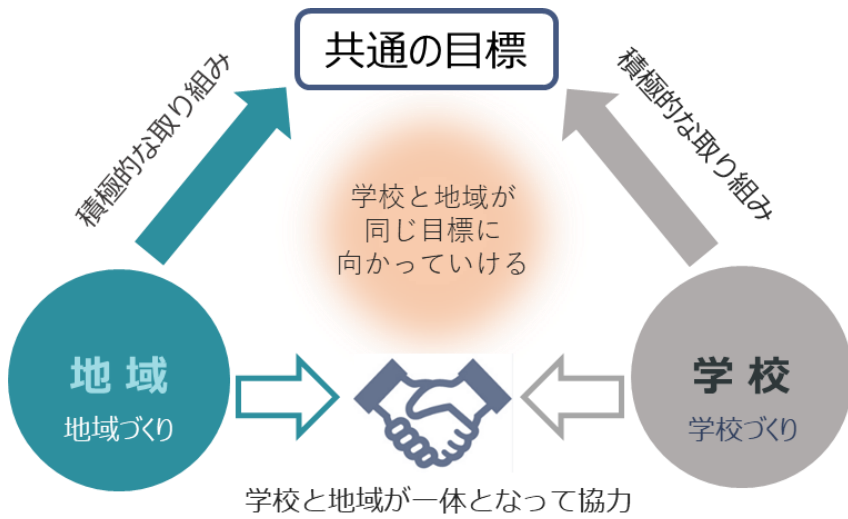 共通の目標
積極的な取り組み
積極的な取り組み
学校と地域が
同じ目標に
向かっていける
地域
地域づくり
学校
学校づくり
学校と地域が一体となって協力